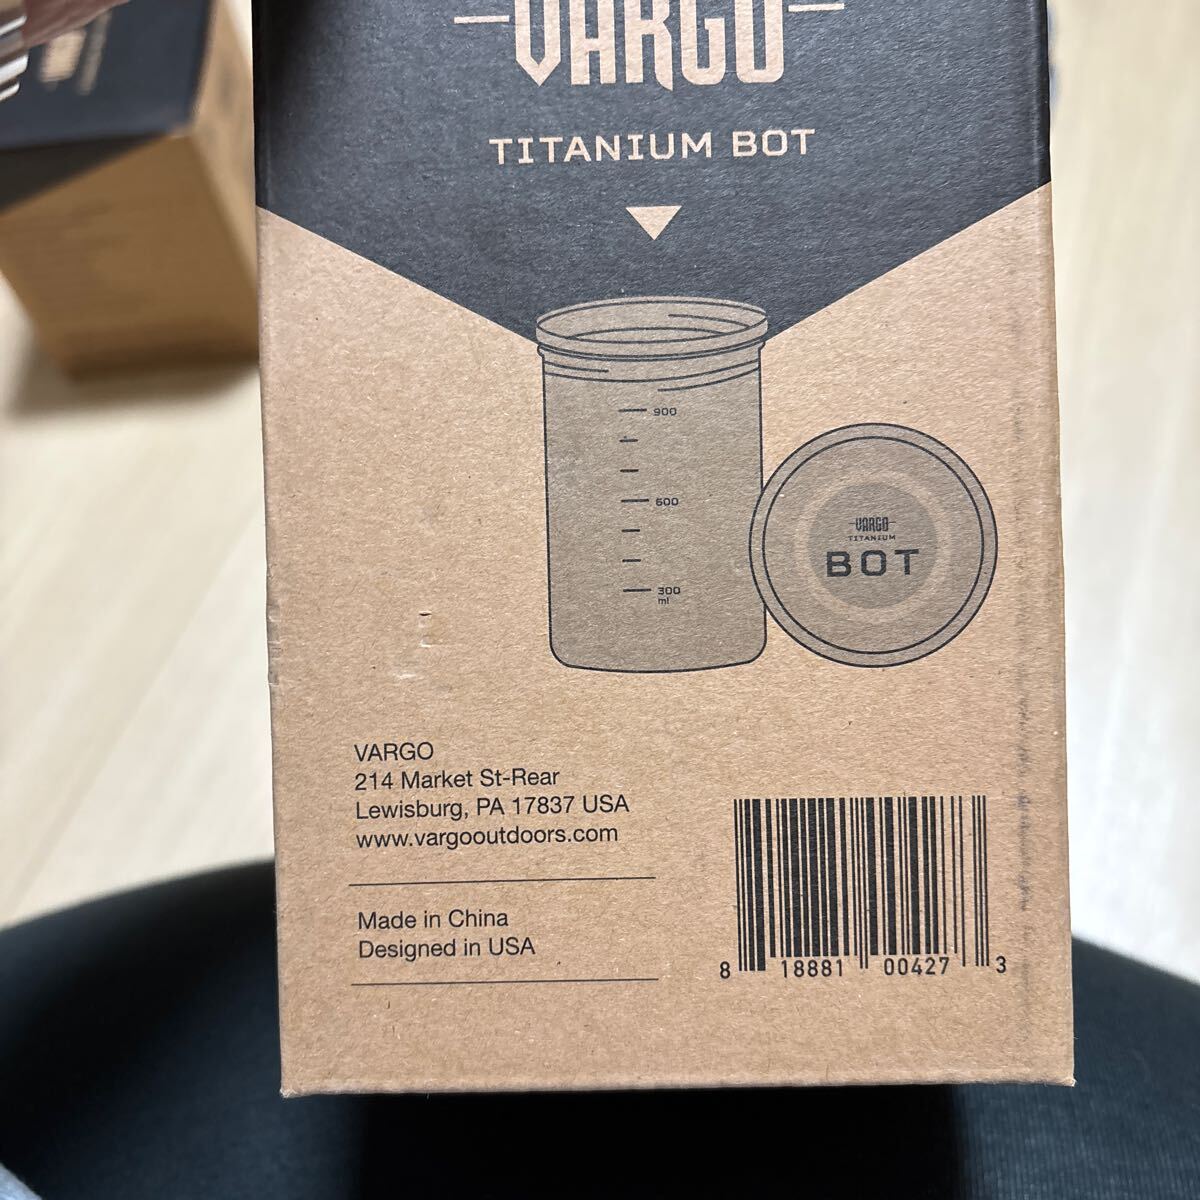 VARGO
TITANIUM BOT
900
600
300
ml
VARGO
TITANIUM
BOT
VARGO
214 Market St-Rear
Lewisburg, PA 17837 USA
www.vargooutdoors.com
Made in China
Designed in USA
8 18881 00427 3